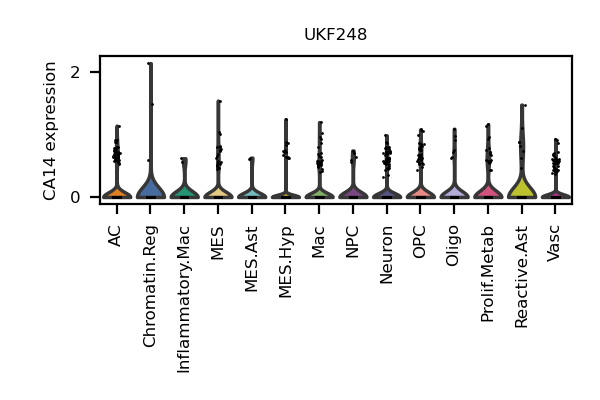 UKF248
CA14 expression
2
0
AC
Chromatin.Reg
Inflammatory.Mac
MES
MES.Ast
MES.Hyp
Mac
NPC
Neuron
OPC
Oligo
Prolif.Metab
Reactive.Ast
Vasc